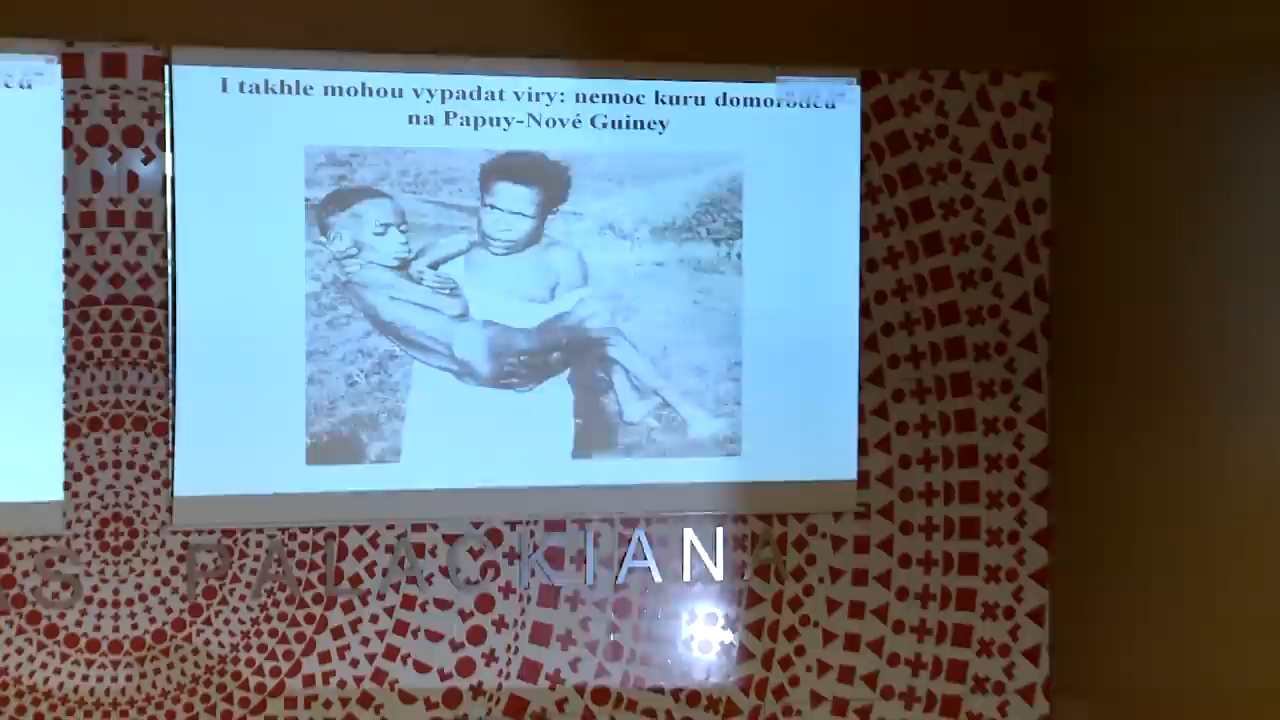 I takhle mohou vypadat viry: nemoc kuru domorodců
na Papuy-Nové Guiney
PALACKIANA